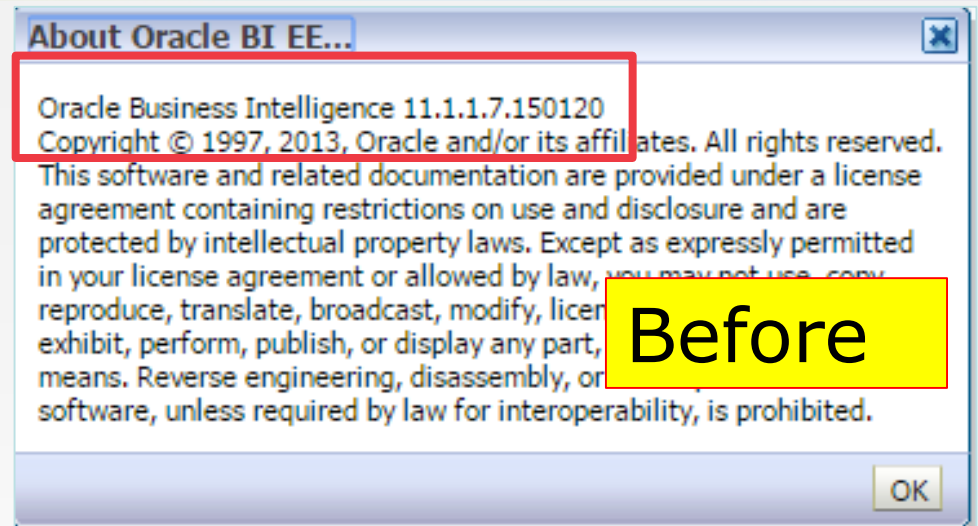 About Oracle BI EE...
Oracle Business Intelligence 11.1.1.7.150120
Copyright © 1997, 2013, Oracle and/or its affiliates. All rights reserved.
This software and related documentation are provided under a license
agreement containing restrictions on use and disclosure and are
protected by intellectual property laws. Except as expressly permitted
in your license agreement or allowed by law, you may not use, copy
reproduce, translate, broadcast, modify,
exhibit, perform, publish, or display any part,
means. Reverse engineering, disassembly, or
software, unless required by law for interoperability, is prohibited.
Before
OK